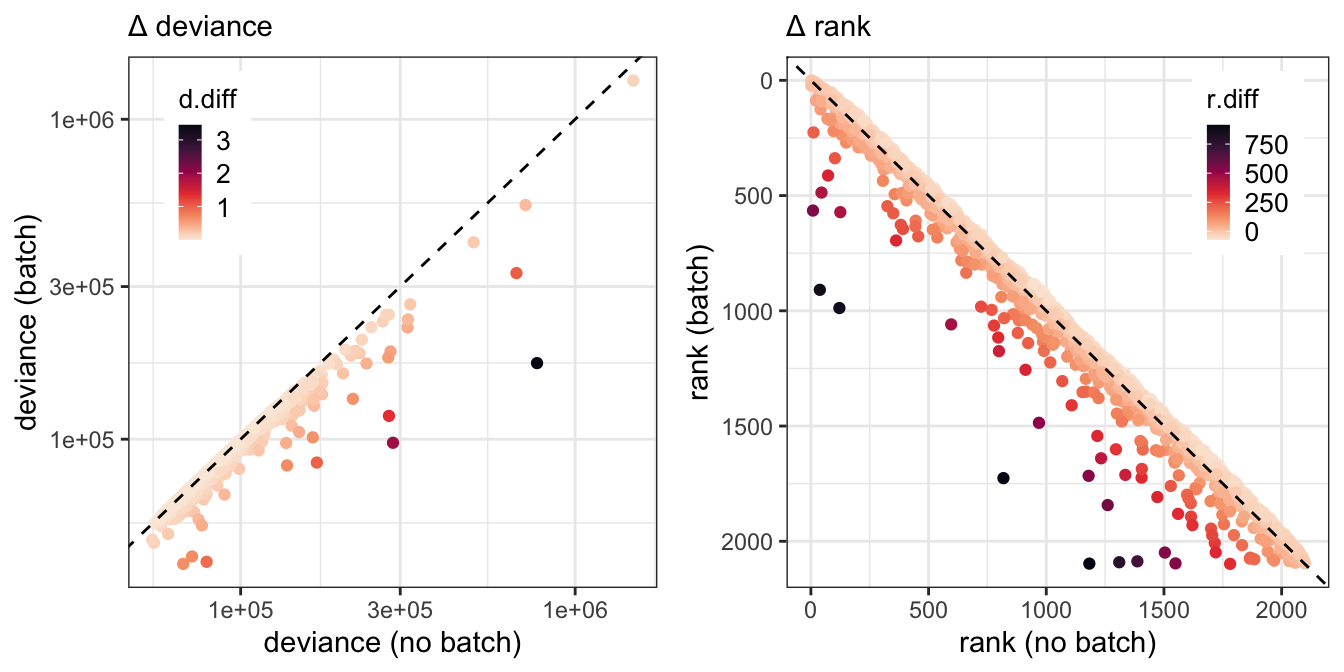 Δ deviance
d.diff
3
2
1
1e+06
3e+05
1e+05
deviance (batch)
1e+05 3e+05 1e+06
deviance (no batch)
Δ rank
r.diff
750
500
250
0
0
500
1000
1500
2000
rank (batch)
0 500 1000 1500 2000
rank (no batch)